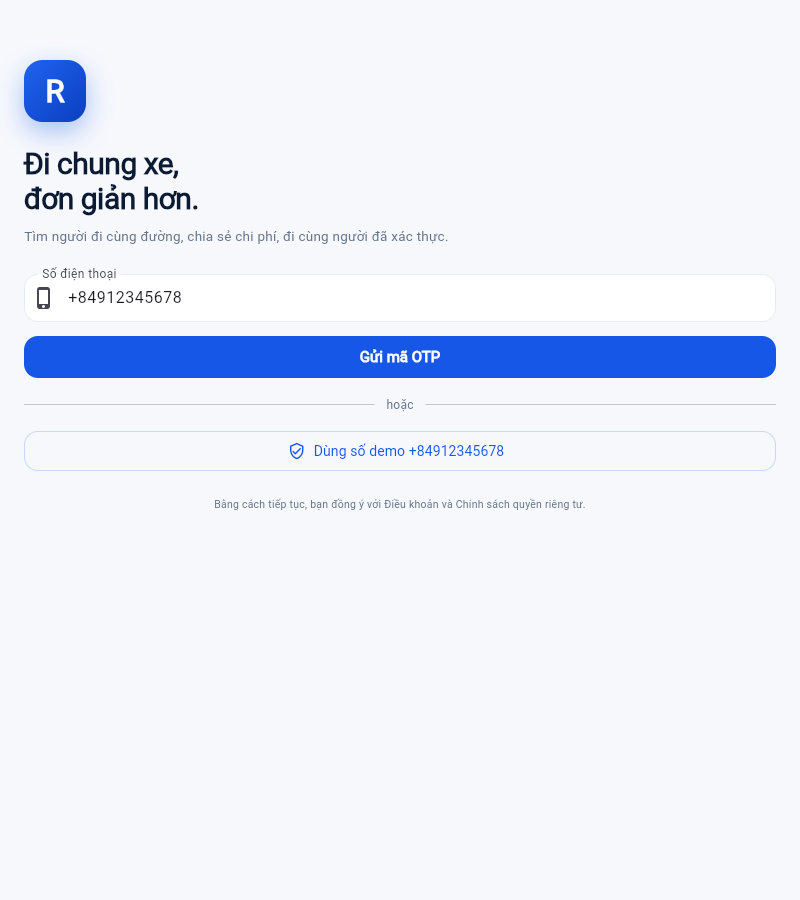 R
Đi chung xe,
đơn giản hơn.
Tìm người đi cùng đường, chia sẻ chi phí, đi cùng người đã xác thực.
Số điện thoại
+84912345678
Gửi mã OTP
hoặc
Dùng số demo +84912345678
Bằng cách tiếp tục, bạn đồng ý với Điều khoản và Chính sách quyền riêng tư.